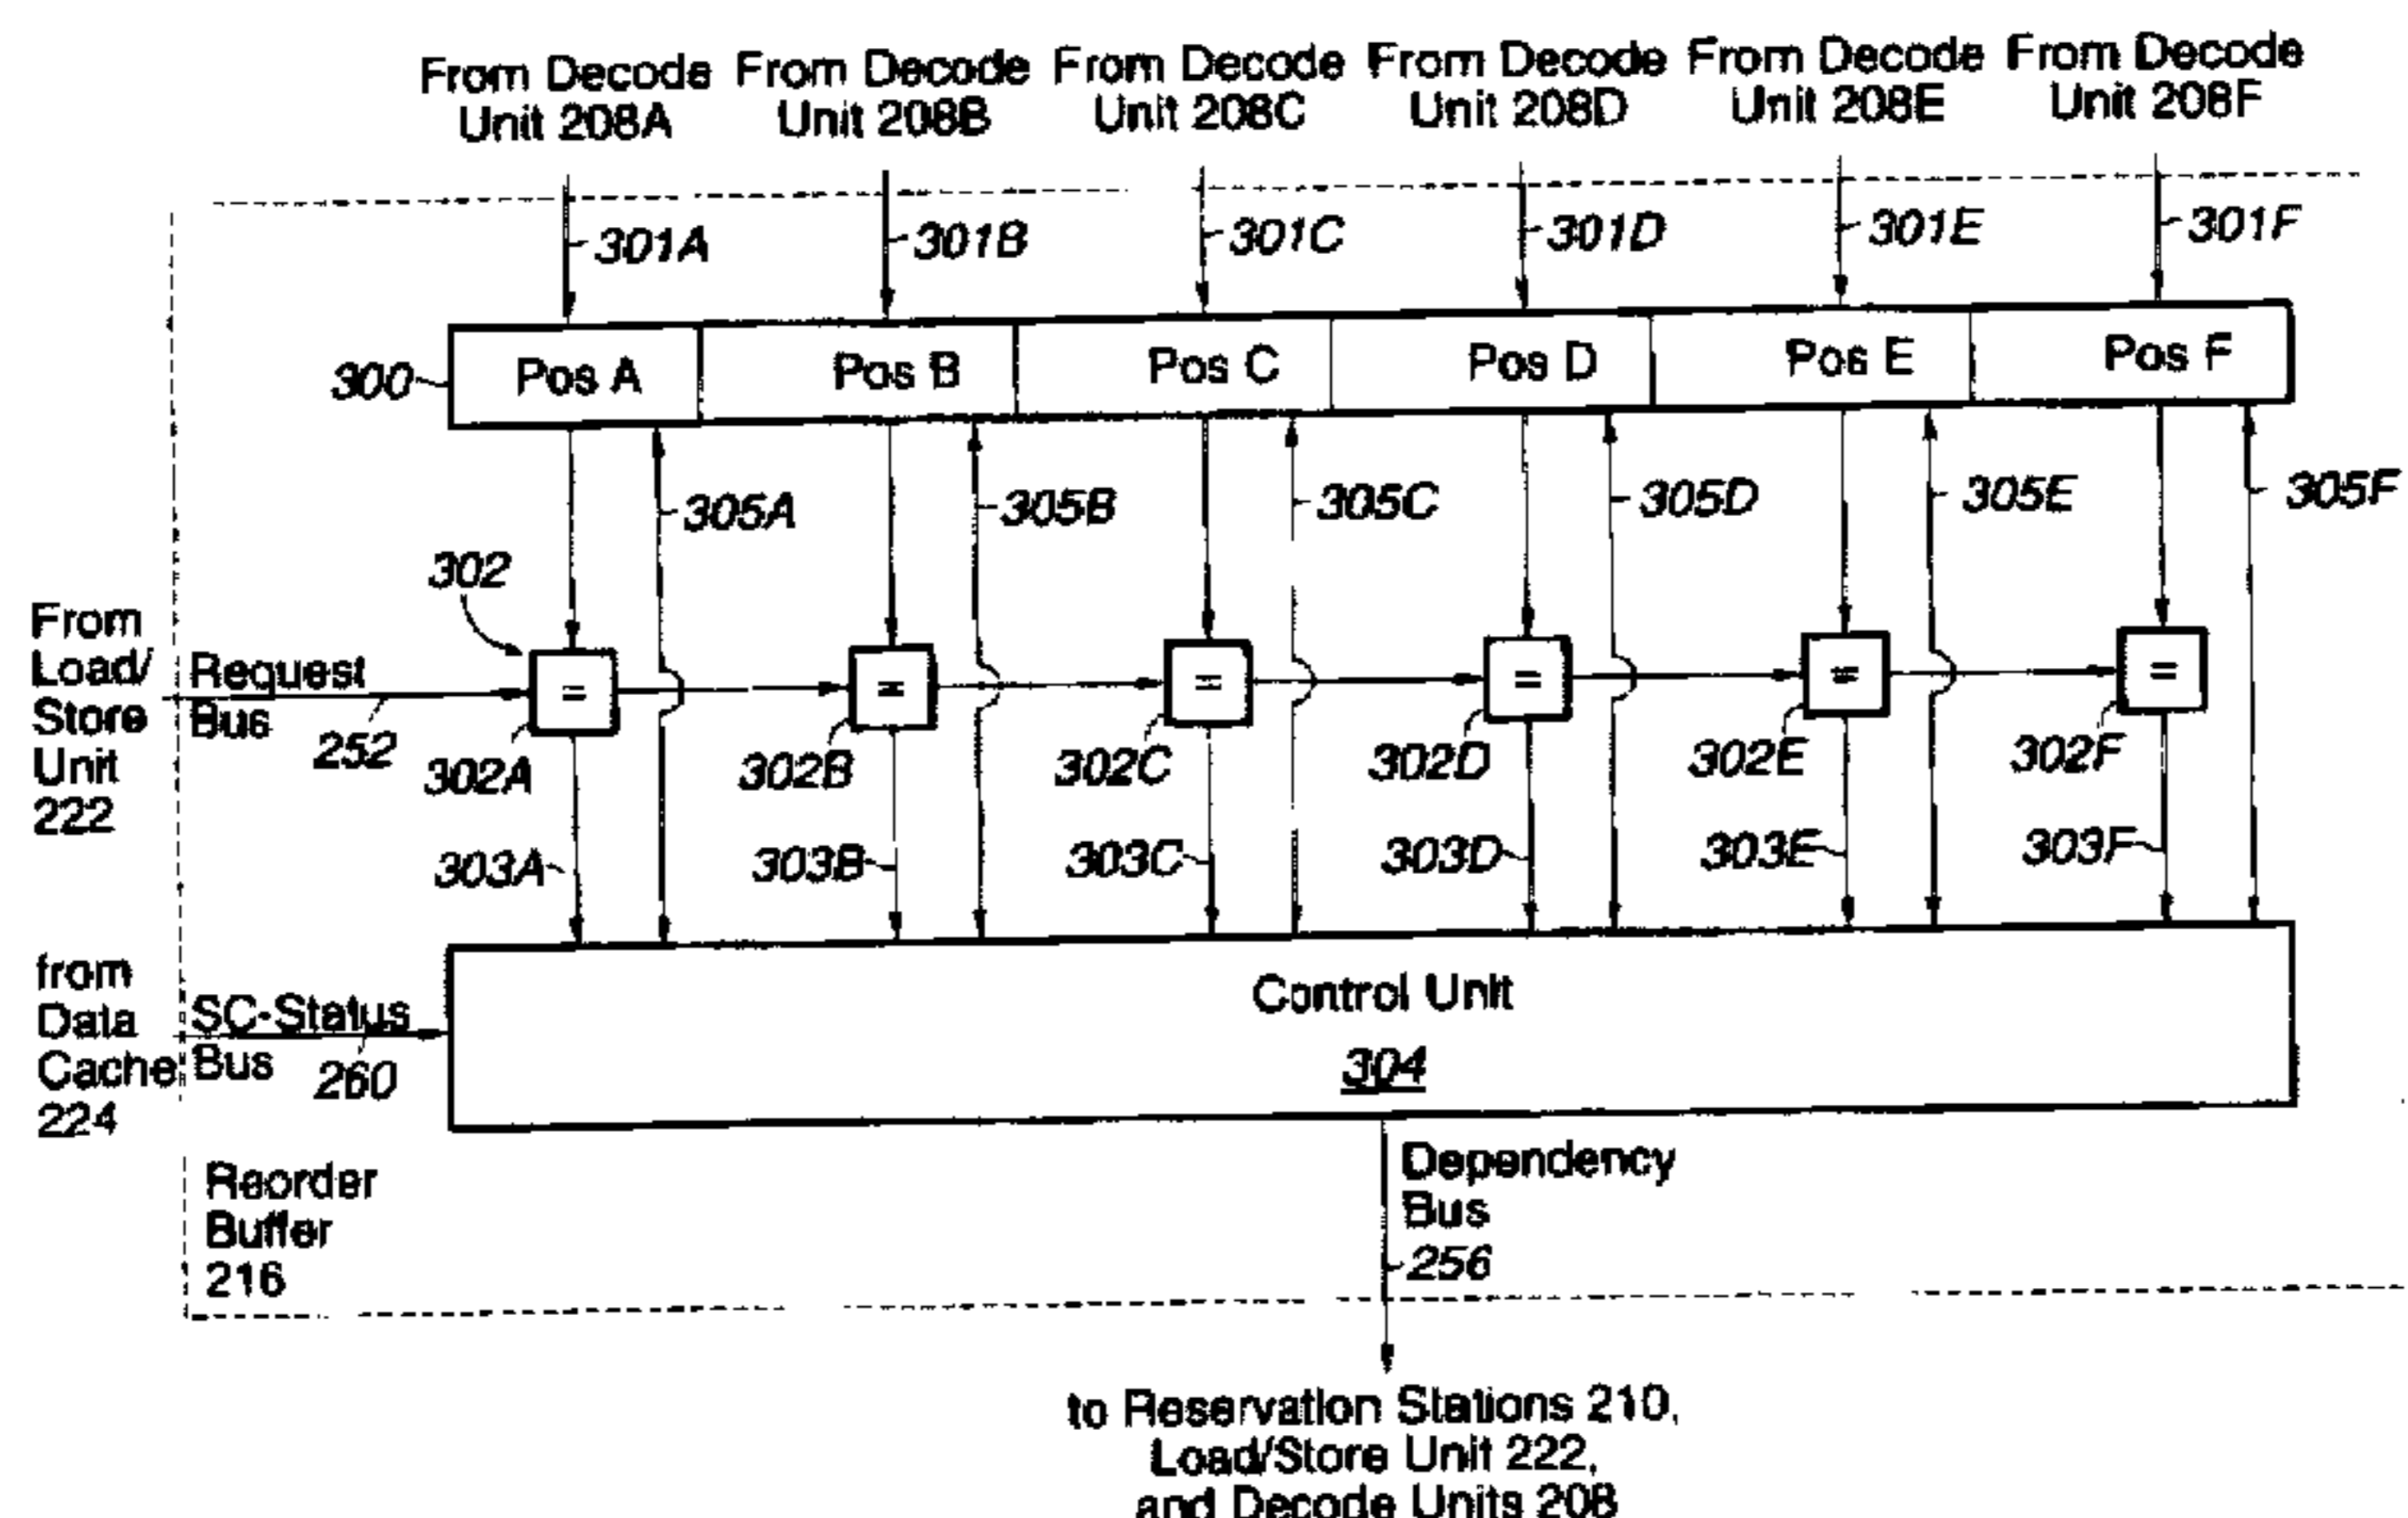 From Decode From Decode From Decode From Decode From Decode From Decode
Unit 208A Unit 208B Unit 208C Unit 208D Unit 208E Unit 208F
301A 301B 301C 301D 301E 301F
300 Pos A Pos B Pos C Pos D Pos E Pos F
305A 305B 305C 305D 305E 305F
302
From
Load/
Store
Unit
222
Request
Bus
252
= = = = = =
302A 302B 302C 302D 302E 302F
303A 303B 303C 303D 303E 303F
from
Data
Cache
224
SC-Status
Bus
260
Control Unit
304
Reorder
Buffer
216
Dependency
Bus
256
to Reservation Stations 210,
Load/Store Unit 222,
and Decode Units 208